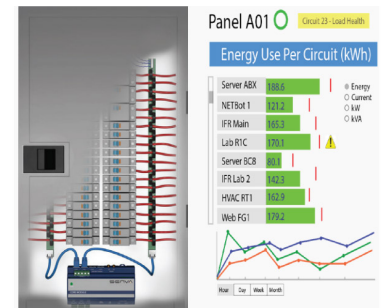 Panel A01
Circuit 23 - Load Health
Energy Use Per Circuit (kWh)
Server ABX 188.6
Energy
NETBot 1 121.2
Current
IFR Main 165.3
kW
Lab R1C 170.1
kVA
Server BC8 80.1
IFR Lab 2 142.3
HVAC RT1 162.9
Web FG1 179.2
Hour Day Week Month